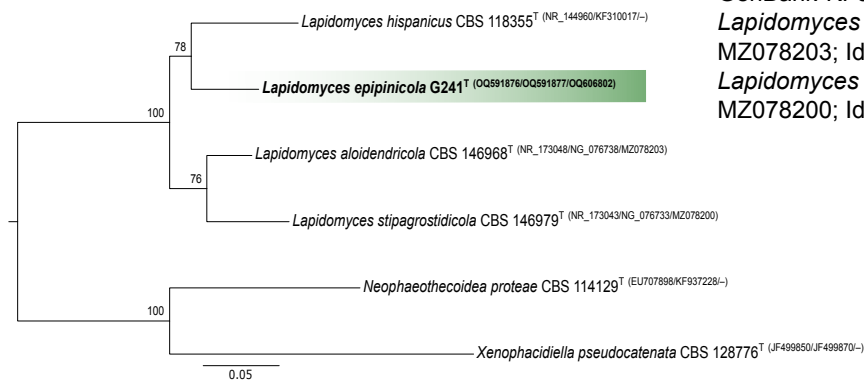 Lapidomyces
MZ078203; Id
Lapidomyces
MZ078200; Id
78
Lapidomyces hispanicus CBS 118355ᵀ (NR_144960/KF310017/–)
Lapidomyces epipinicola G241ᵀ (OQ591876/OQ591877/OQ606802)
100
Lapidomyces aloidendricola CBS 146968ᵀ (NR_173048/NG_076738/MZ078203)
76
Lapidomyces stipagrostidicola CBS 146979ᵀ (NR_173043/NG_076733/MZ078200)
Neophaeothecoidea proteae CBS 114129ᵀ (EU707898/KF937228/–)
100
Xenophacidiella pseudocatenata CBS 128776ᵀ (JF499850/JF499870/–)
0.05